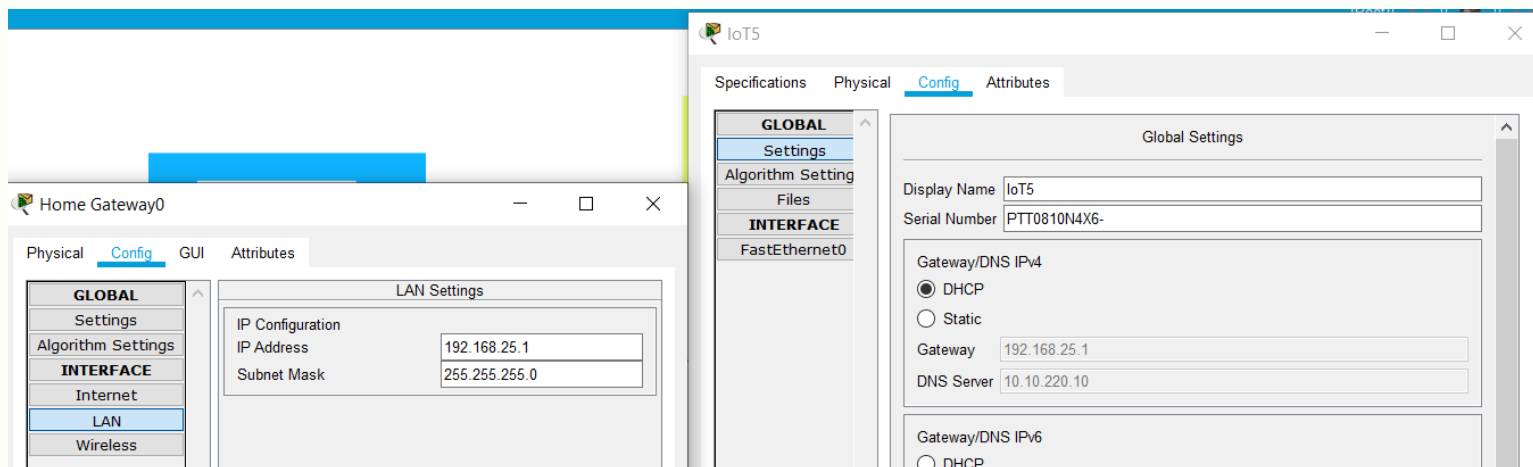 IoT5
Specifications Physical Config Attributes
GLOBAL
Settings
Algorithm Setting
Files
INTERFACE
FastEthernet0
Global Settings
Display Name IoT5
Serial Number PTT0810N4X6-
Gateway/DNS IPv4
DHCP
Static
Gateway 192.168.25.1
DNS Server 10.10.220.10
Gateway/DNS IPv6
DHCP
Home Gateway0
Physical Config GUI Attributes
GLOBAL
Settings
Algorithm Settings
INTERFACE
Internet
LAN
Wireless
LAN Settings
IP Configuration
IP Address 192.168.25.1
Subnet Mask 255.255.255.0